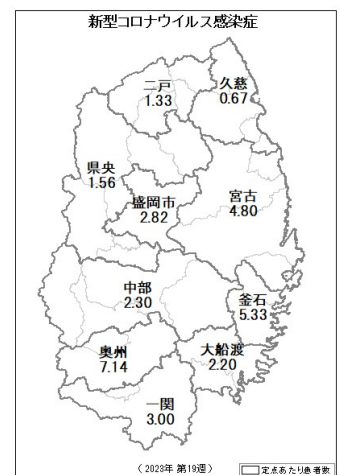 新型コロナウイルス感染症
二戸
1.33
久慈
0.67
県央
1.56
盛岡市
2.82
宮古
4.80
中部
2.30
釜石
5.33
奥州
7.14
大船渡
2.20
一関
3.00
(2023年 第19週)
定点あたり患者数